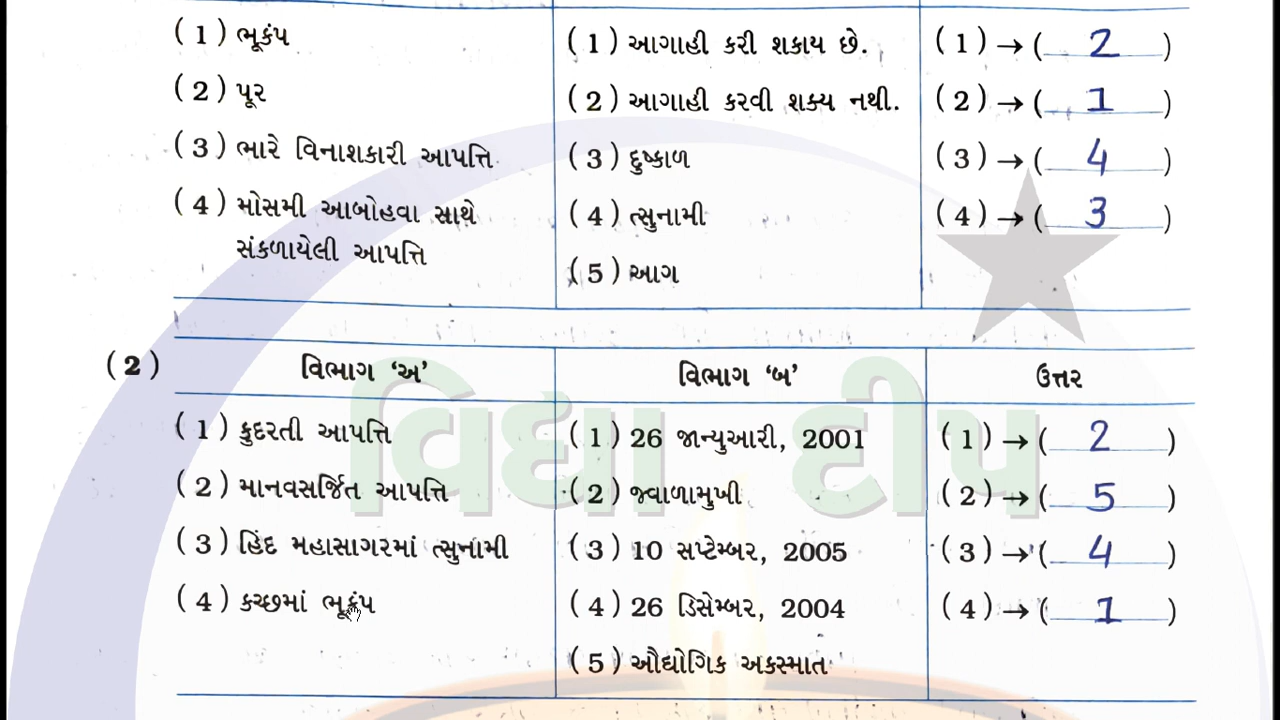 (1) ભૂકંપ (1) આગાહી કરી શકાય છે. (1) → ( 2 )
(2) પૂર (2) આગાહી કરવી શક્ય નથી. (2) → ( 1 )
(3) ભારે વિનાશકારી આપત્તિ (3) દુષ્કાળ (3) → ( 4 )
(4) મોસમી આબોહવા સાથે (4) ત્સુનામી (4) → ( 3 )
સંકળાયેલી આપત્તિ
(5) આગ
(2) વિભાગ ‘અ’ વિભાગ ‘બ’ ઉત્તર
(1) કુદરતી આપત્તિ (1) 26 જાન્યુઆરી, 2001 (1) → ( 2 )
(2) માનવસર્જિત આપત્તિ (2) જ્વાળામુખી (2) → ( 5 )
(3) હિંદ મહાસાગરમાં ત્સુનામી (3) 10 સપ્ટેમ્બર, 2005 (3) → ( 4 )
(4) કચ્છમાં ભૂકંપ (4) 26 ડિસેમ્બર, 2004 (4) → ( 1 )
(5) ઔદ્યોગિક અકસ્માત
વિદ્યા દીપ